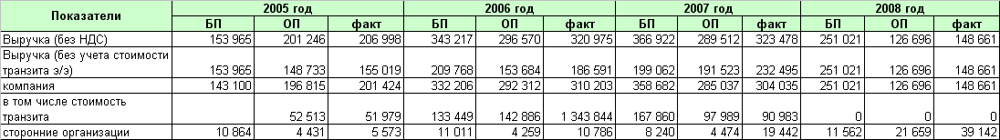 Показатели 2005 год 2006 год 2007 год 2008 год
БП ОП факт БП ОП факт БП ОП факт БП ОП факт
Выручка (без НДС) 153 965 201 246 206 998 343 217 296 570 320 975 366 922 289 512 323 478 251 021 126 696 148 661
Выручка (без учета стоимости
транзита э/э) 153 965 148 733 155 019 209 768 153 684 186 591 199 062 191 523 232 495 251 021 126 696 148 661
компания 143 100 196 815 201 424 332 206 292 312 310 203 358 682 285 037 304 035 251 021 126 696 148 661
в том числе стоимость
транзита 52 513 51 979 133 449 142 886 1 343 844 167 860 97 989 90 983 0 0 0
сторонние организации 10 864 4 431 5 573 11 011 4 259 10 786 8 240 4 474 19 442 11 562 21 659 39 142